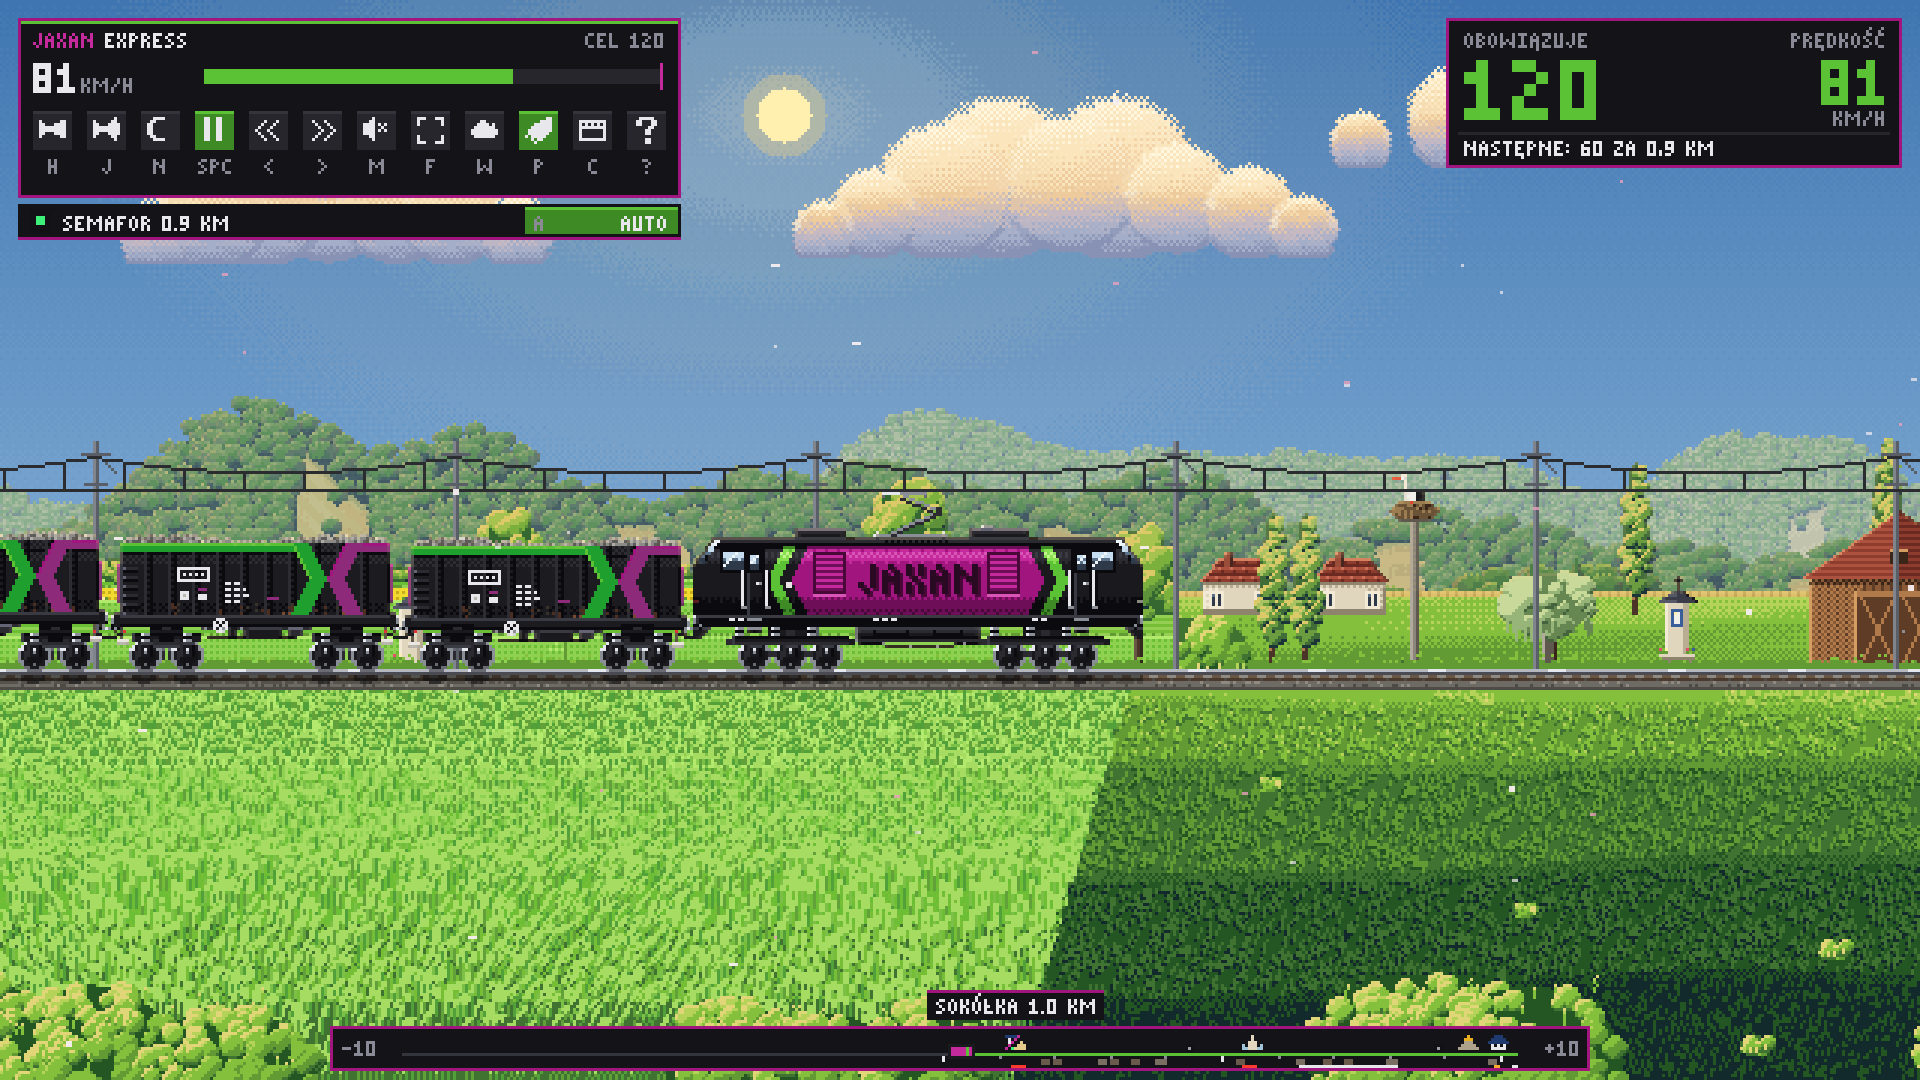 JAXAN EXPRESS CEL 120
81 KM/H
H J N SPC < > M F W P C ?
SEMAFOR 0.9 KM A AUTO
OBOWIĄZUJE PRĘDKOŚĆ
120 81
KM/H
NASTĘPNE: 60 ZA 0.9 KM
JAXAN
SOKÓŁKA 1.0 KM
-10 +10